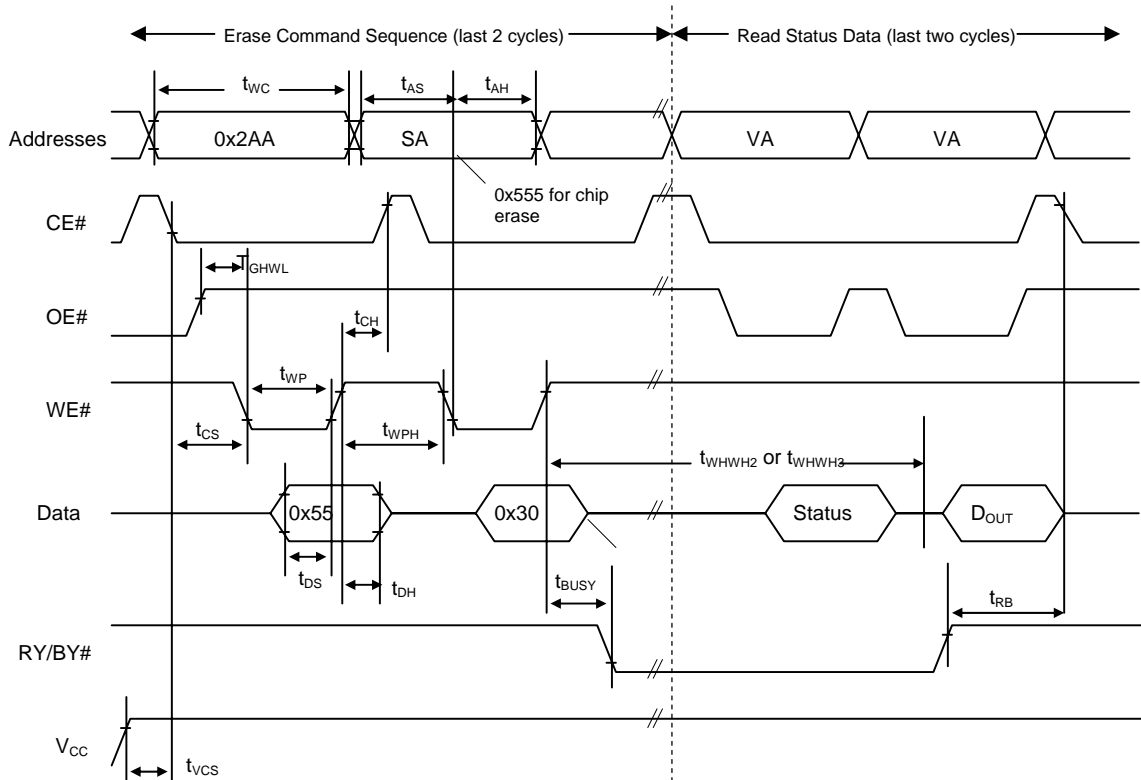 Erase Command Sequence (last 2 cycles) Read Status Data (last two cycles)
tWC tAS tAH
Addresses 0x2AA SA VA VA
0x555 for chip
erase
CE#
TGHWL
OE#
tCH
tWP
WE#
tCS tWPH
tWHWH2 or tWHWH3
Data 0x55 0x30 Status DOUT
tDS tDH tBUSY tRB
RY/BY#
VCC
tVCS